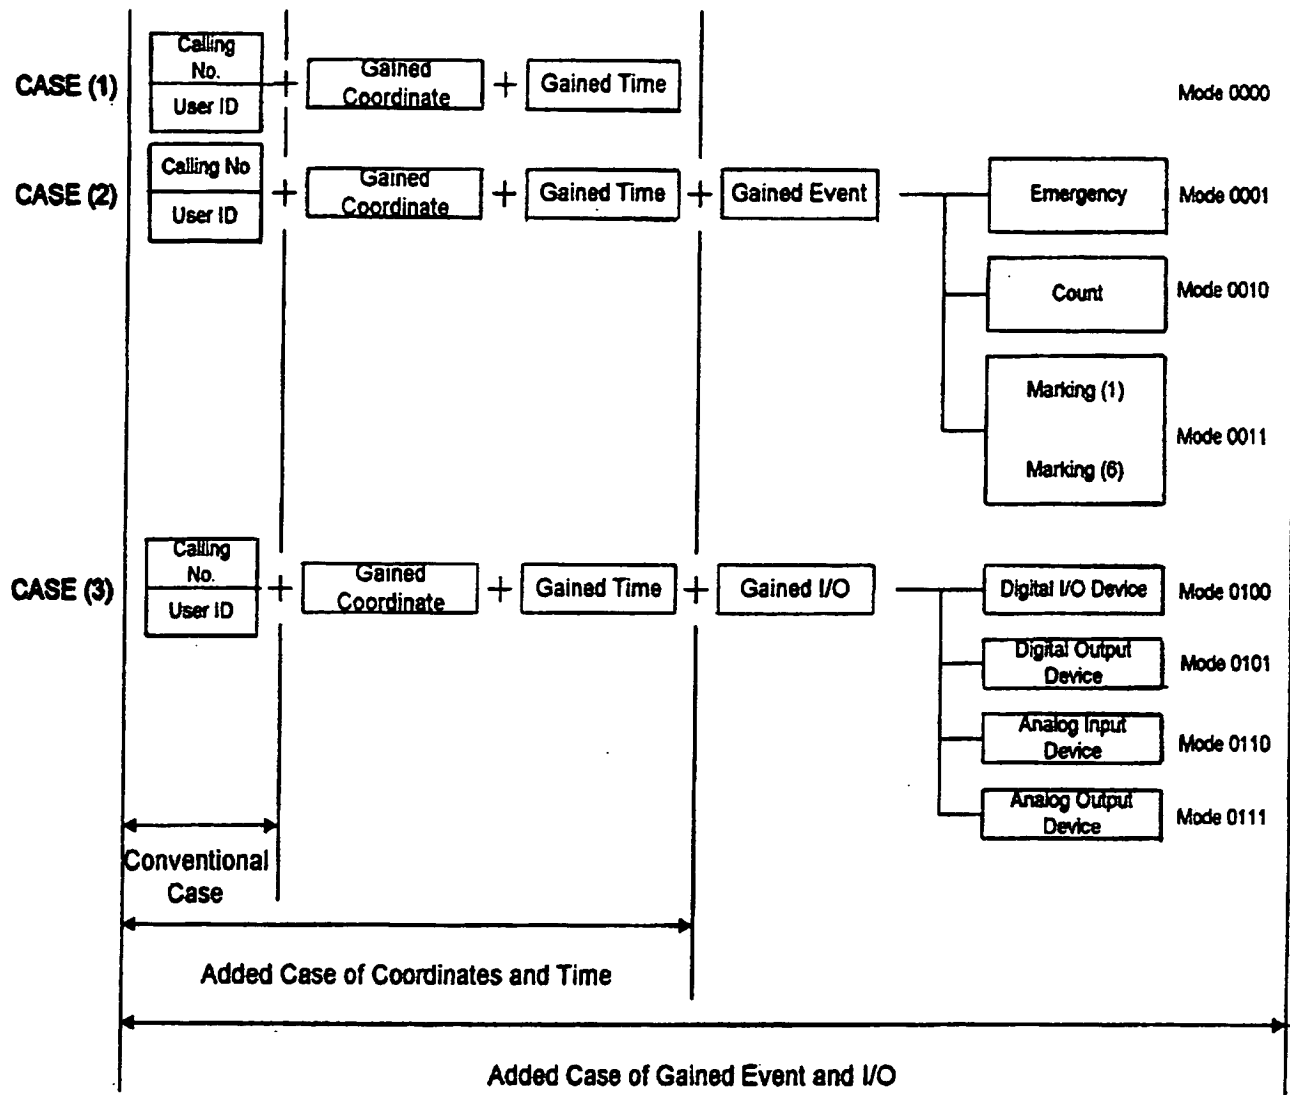 Calling
No.
User ID
CASE (1)
+
Gained
Coordinate
+
Gained Time
Mode 0000
Calling No
User ID
CASE (2)
+
Gained
Coordinate
+
Gained Time
+
Gained Event
Emergency
Mode 0001
Count
Mode 0010
Marking (1)
Marking (6)
Mode 0011
Calling
No.
User ID
CASE (3)
+
Gained
Coordinate
+
Gained Time
+
Gained I/O
Digital I/O Device
Mode 0100
Digital Output
Device
Mode 0101
Analog Input
Device
Mode 0110
Analog Output
Device
Mode 0111
Conventional
Case
Added Case of Coordinates and Time
Added Case of Gained Event and I/O